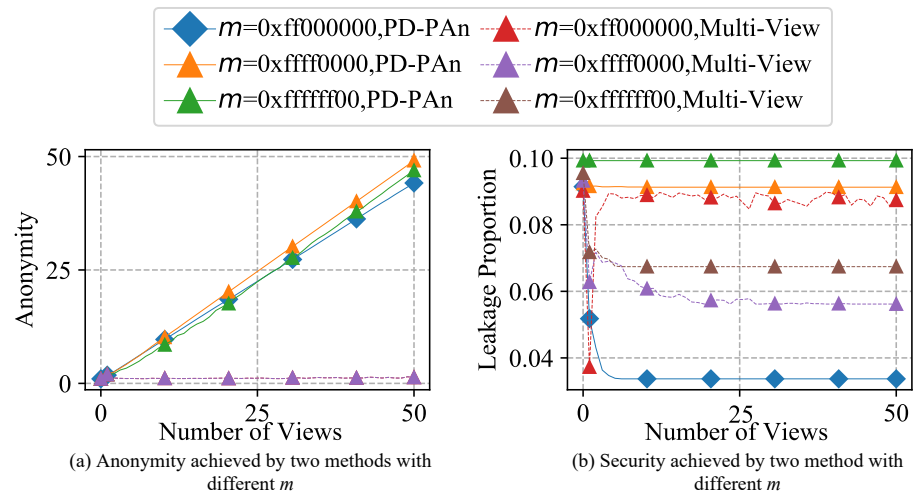 m=0xff000000,PD-PAn
m=0xffff0000,PD-PAn
m=0xffffff00,PD-PAn
m=0xff000000,Multi-View
m=0xffff0000,Multi-View
m=0xffffff00,Multi-View
50
25
0
Anonymity
0
25
50
Number of Views
(a) Anonymity achieved by two methods with
different m
0.10
0.08
0.06
0.04
Leakage Proportion
0
25
50
Number of Views
(b) Security achieved by two method with
different m